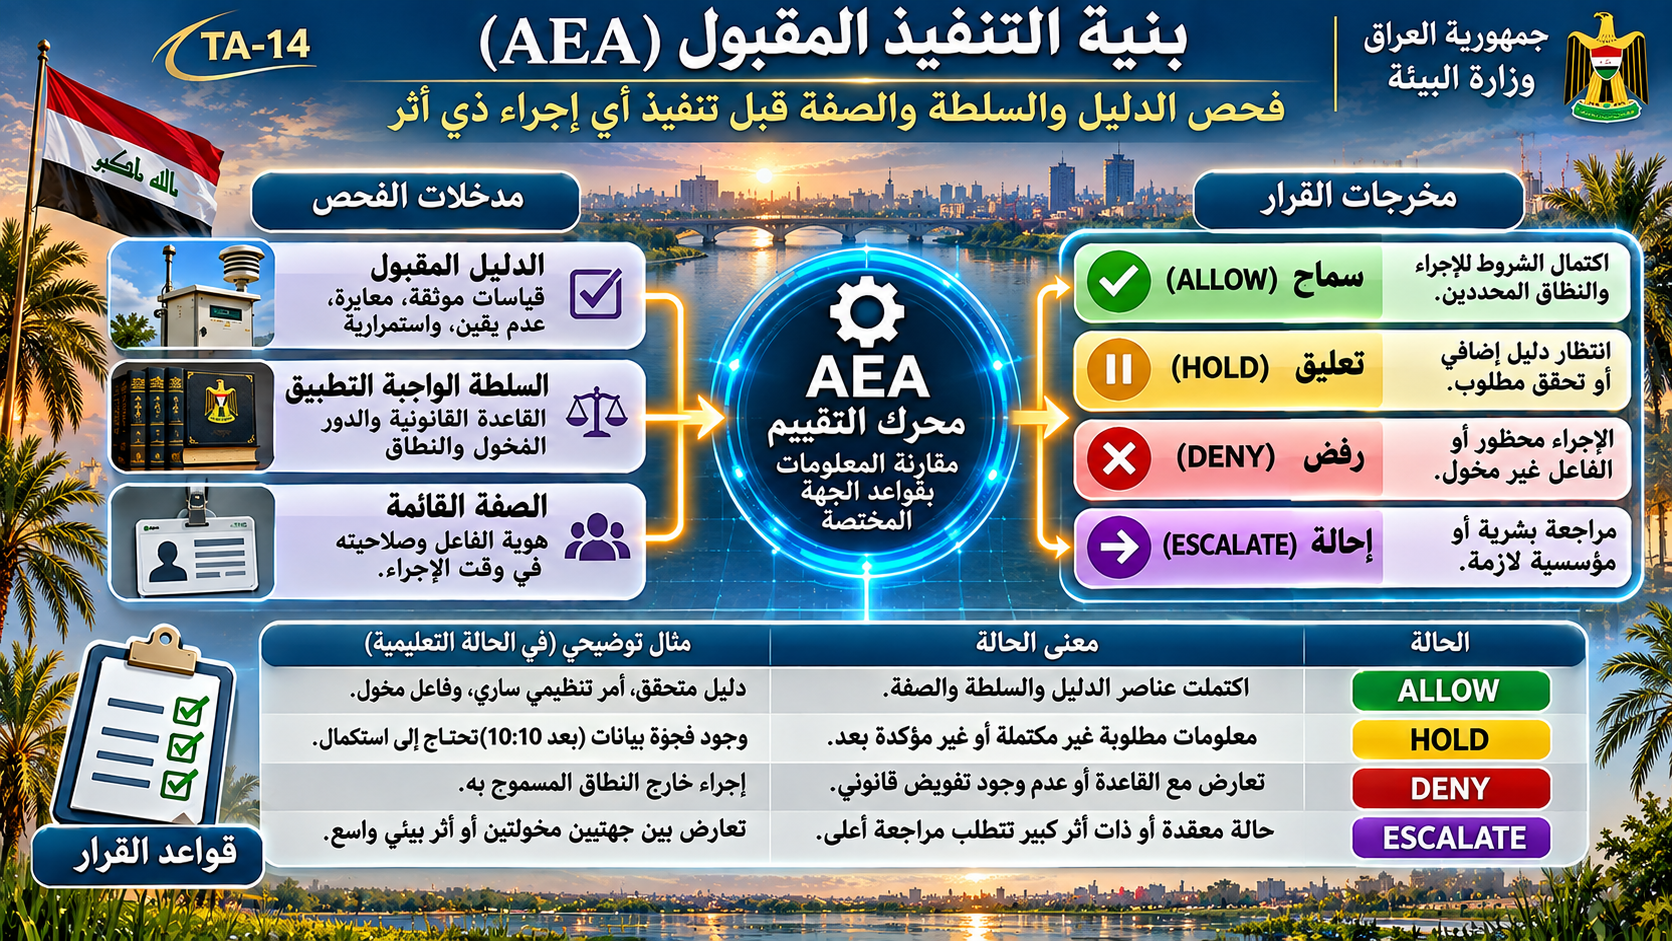 جمهورية العراق
وزارة البيئة
بنية التنفيذ المقبول (AEA)
TA-14
فحص الدليل والسلطة والصفة قبل تنفيذ أي إجراء ذي أثر
مدخلات الفحص
الدليل المقبول
قياسات موثقة، معايرة،
عدم يقين، واستمرارية
السلطة الواجبة التطبيق
القاعدة القانونية والدور
المخول والنطاق
الصفة القائمة
هوية الفاعل وصلاحيته
في وقت الإجراء.
AEA
محرك التقييم
مقارنة المعلومات
بقواعد الجهة
المختصة
مخرجات القرار
سماح (ALLOW)
اكتمال الشروط للإجراء
والنظاق المحددين.
تعليق (HOLD)
انتظار دليل إضافي
أو تحقق مطلوب.
رفض (DENY)
الإجراء محظور أو
الفاعل غير مخول.
إحالة (ESCALATE)
مراجعة بشرية أو
مؤسسية لازمة.
قواعد القرار
الحالة | معنى الحالة | مثال توضيحي (في الحالة التعليمية)
ALLOW | اكتملت عناصر الدليل والسلطة والصفة. | دليل متحقق، أمر تنظيمي ساري، وفاعل مخول.
HOLD | معلومات مطلوبة غير مكتملة أو غير مؤكدة بعد. | وجود فجوة بيانات (بعد 10:10)تحتاج إلى استكمال.
DENY | تعارض مع القاعدة أو عدم وجود تفويض قانوني. | إجراء خارج النطاق المسموح به.
ESCALATE | حالة معقدة أو ذات أثر كبير تتطلب مراجعة أعلى. | تعارض بين جهتيين مخولتين أو أثر بيئي واسع.